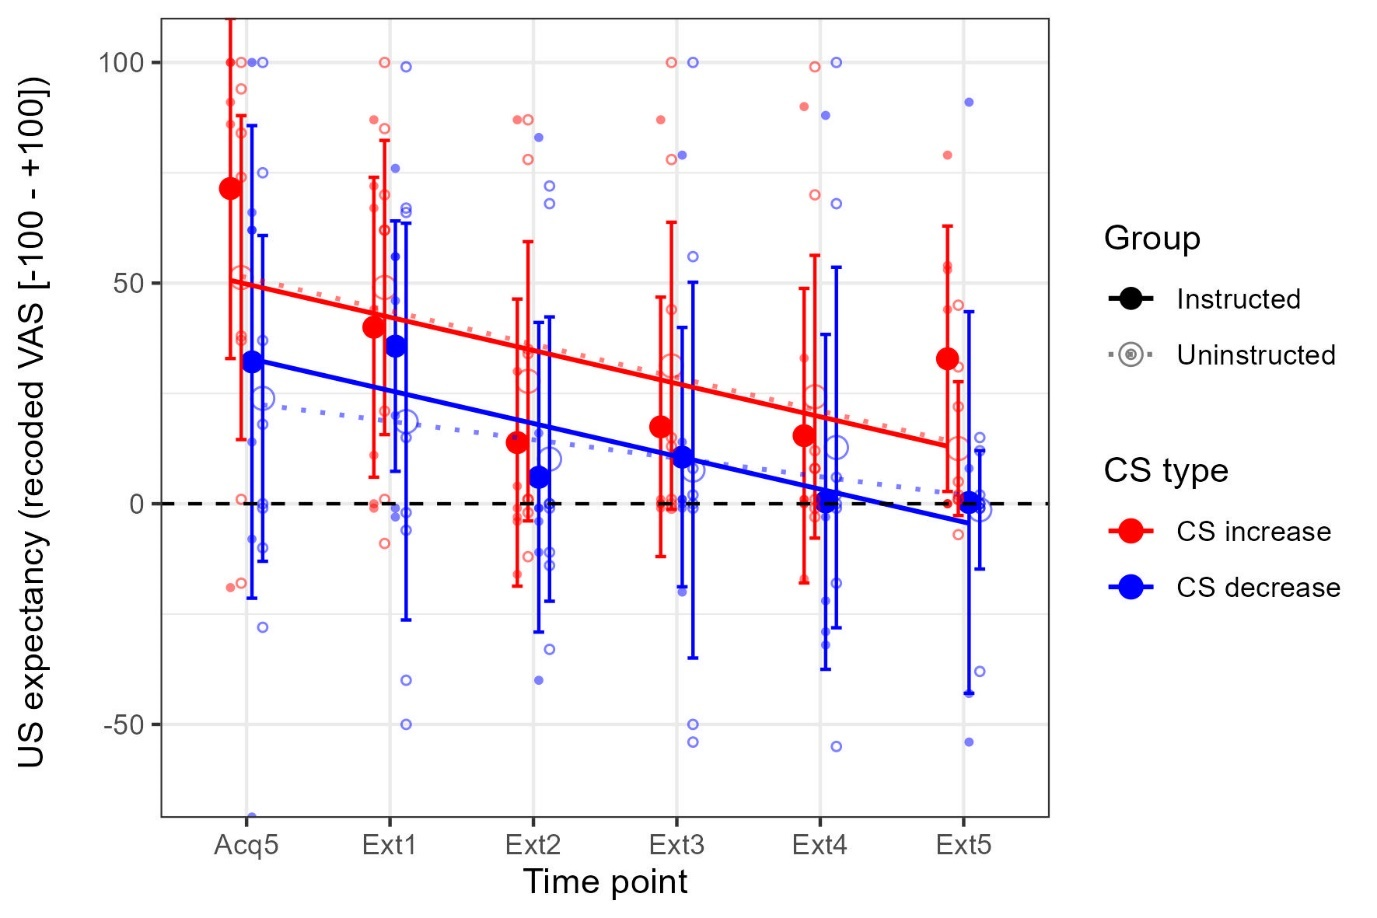 US expectancy (recoded VAS [-100 - +100])
100
50
0
-50
Acq5 Ext1 Ext2 Ext3 Ext4 Ext5
Time point
Group
Instructed
Uninstructed
CS type
CS increase
CS decrease